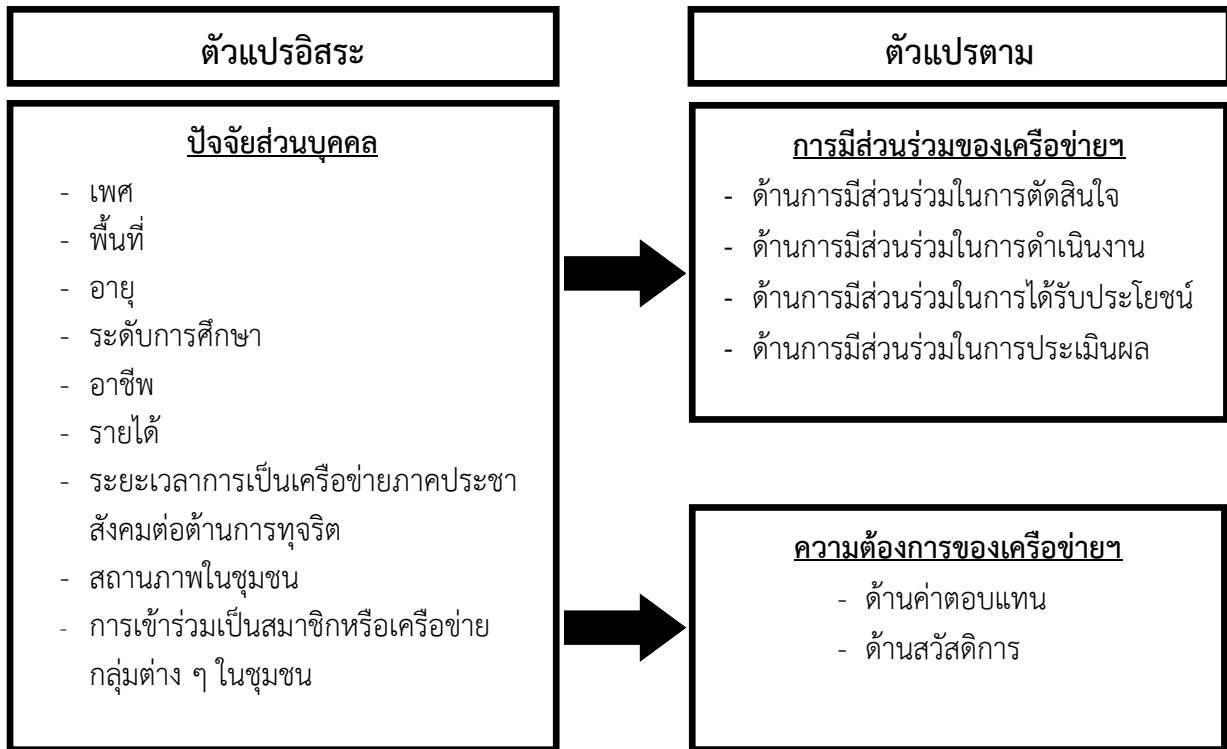 ตัวแปรอิสระ
ปัจจัยส่วนบุคคล
- เพศ
- พื้นที่
- อายุ
- ระดับการศึกษา
- อาชีพ
- รายได้
- ระยะเวลาการเป็นเครือข่ายภาคประชา
สังคมต่อต้านการทุจริต
- สถานภาพในชุมชน
- การเข้าร่วมเป็นสมาชิกหรือเครือข่าย
กลุ่มต่าง ๆ ในชุมชน
ตัวแปรตาม
การมีส่วนร่วมของเครือข่ายฯ
- ด้านการมีส่วนร่วมในการตัดสินใจ
- ด้านการมีส่วนร่วมในการดำเนินงาน
- ด้านการมีส่วนร่วมในการได้รับประโยชน์
- ด้านการมีส่วนร่วมในการประเมินผล
ความต้องการของเครือข่ายฯ
- ด้านค่าตอบแทน
- ด้านสวัสดิการ